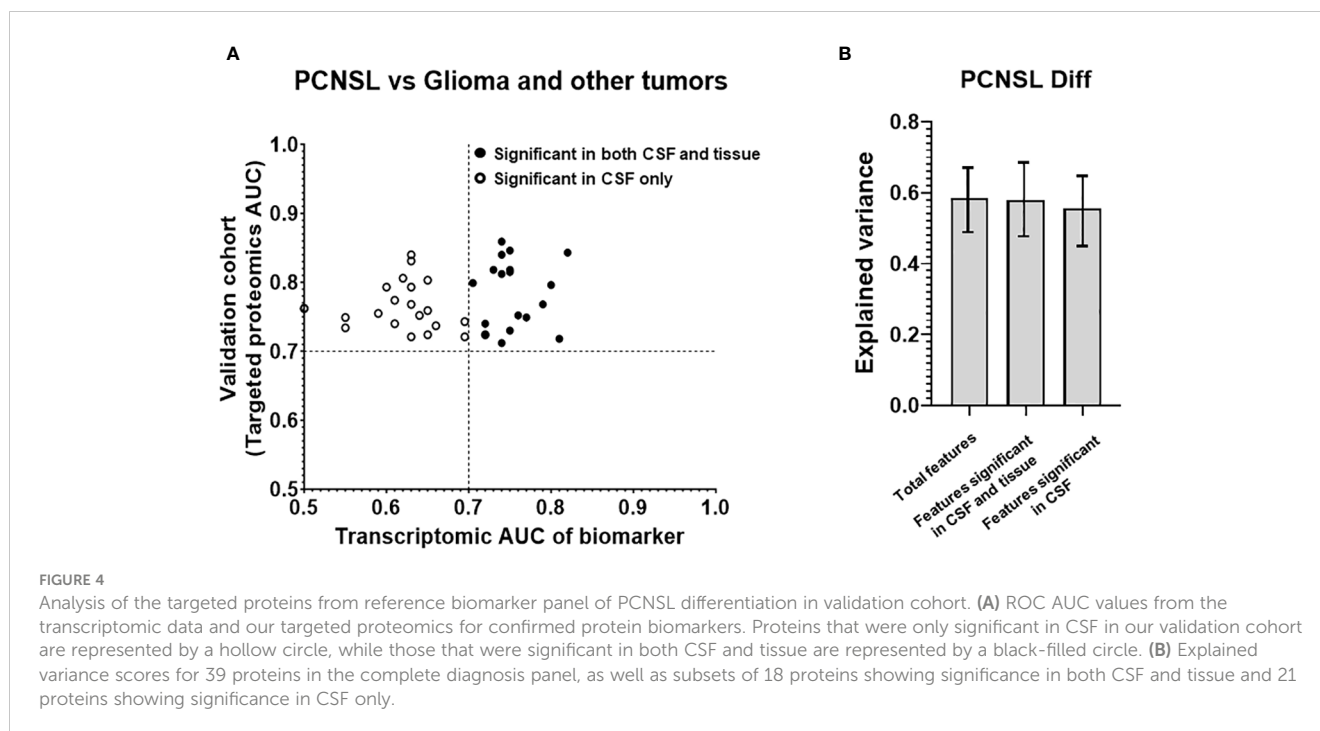 A
PCNSL vs Glioma and other tumors
Validation cohort
(Targeted proteomics AUC)
1.0
0.9
0.8
0.7
0.6
0.5
Significant in both CSF and tissue
Significant in CSF only
0.5 0.6 0.7 0.8 0.9 1.0
Transcriptomic AUC of biomarker
B
PCNSL Diff
Explained variance
0.8
0.6
0.4
0.2
0.0
Total features
Features significant
in CSF and tissue
Features significant
in CSF
FIGURE 4
Analysis of the targeted proteins from reference biomarker panel of PCNSL differentiation in validation cohort. (A) ROC AUC values from the
transcriptomic data and our targeted proteomics for confirmed protein biomarkers. Proteins that were only significant in CSF in our validation cohort
are represented by a hollow circle, while those that were significant in both CSF and tissue are represented by a black-filled circle. (B) Explained
variance scores for 39 proteins in the complete diagnosis panel, as well as subsets of 18 proteins showing significance in both CSF and tissue and 21
proteins showing significance in CSF only.